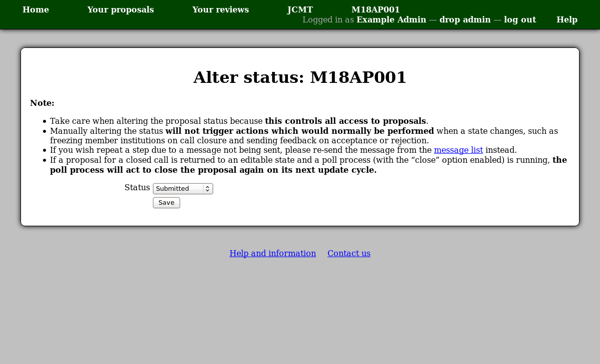 Home Your proposals Your reviews JCMT M18AP001
Logged in as Example Admin — drop admin — log out Help
Alter status: M18AP001
Note:
• Take care when altering the proposal status because this controls all access to proposals.
• Manually altering the status will not trigger actions which would normally be performed when a state changes, such as
freezing member institutions on call closure and sending feedback on acceptance or rejection.
• If you wish repeat a step due to a message not being sent, please re-send the message from the message list instead.
• If a proposal for a closed call is returned to an editable state and a poll process (with the “close” option enabled) is running, the
poll process will act to close the proposal again on its next update cycle.
Status Submitted
Save
Help and information Contact us